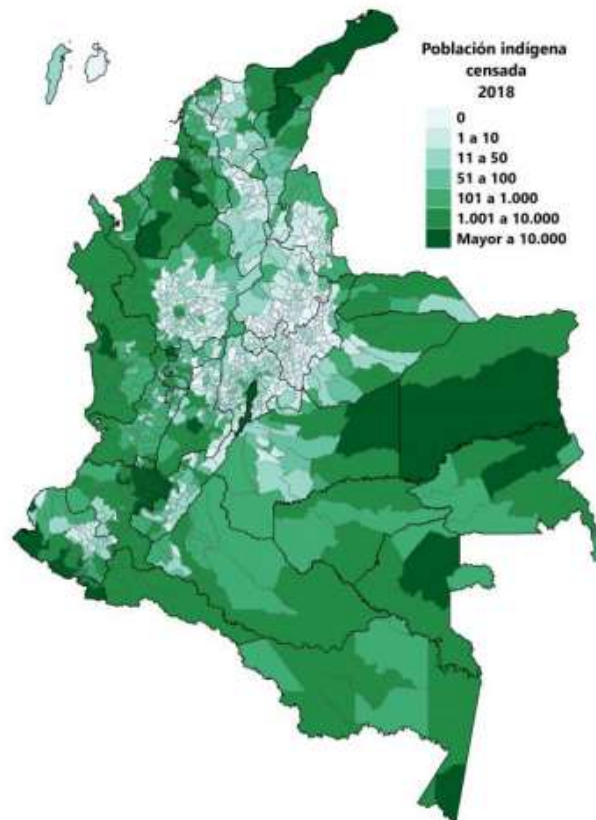 Población indígena
censada
2018
0
1 a 10
11 a 50
51 a 100
101 a 1.000
1.001 a 10.000
Mayor a 10.000